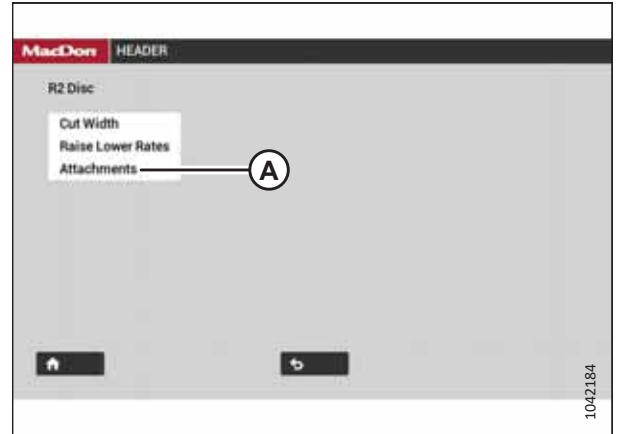 MacDon HEADER
R2 Disc
Cut Width
Raise Lower Rates
Attachments
A
1042184